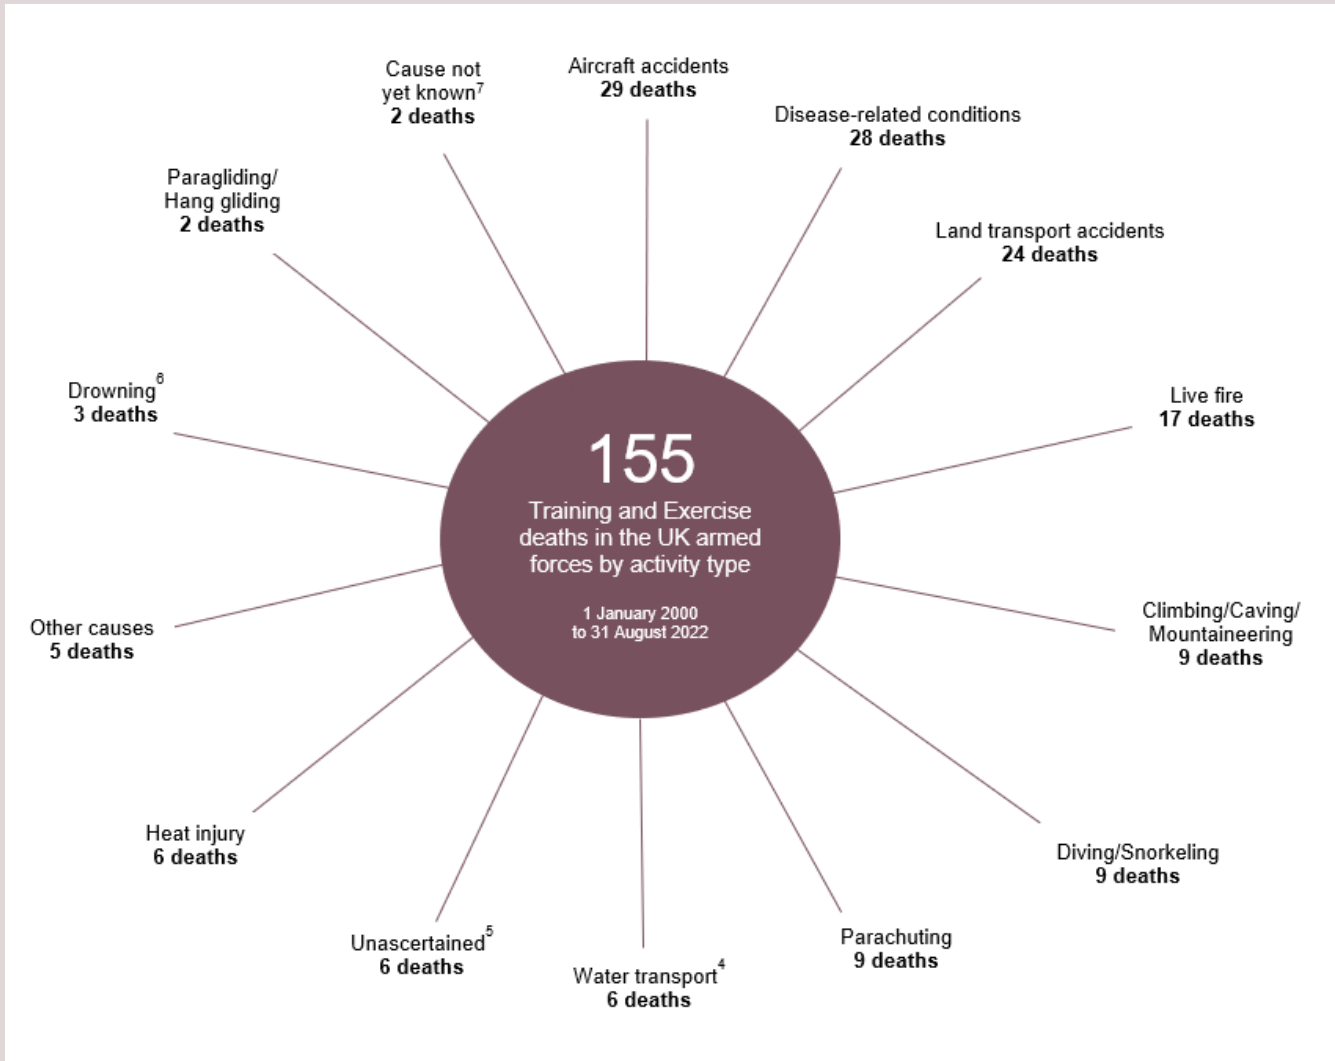 Cause not
yet known7
2 deaths
Aircraft accidents
29 deaths
Disease-related conditions
28 deaths
Land transport accidents
24 deaths
Live fire
17 deaths
Climbing/Caving/
Mountaineering
9 deaths
Diving/Snorkeling
9 deaths
Parachuting
9 deaths
Water transport4
6 deaths
Unascertained5
6 deaths
Heat injury
6 deaths
Other causes
5 deaths
Drowning6
3 deaths
Paragliding/
Hang gliding
2 deaths
155
Training and Exercise
deaths in the UK armed
forces by activity type
1 January 2000
to 31 August 2022